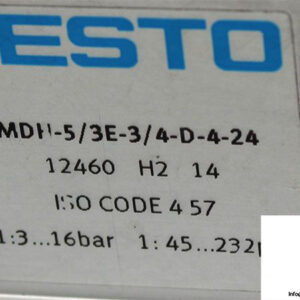 ESTO
MDH-5/3E-3/4-D-4-24
12460 H2 14
ISO CODE 4 57
1:3...16bar 1:45...232